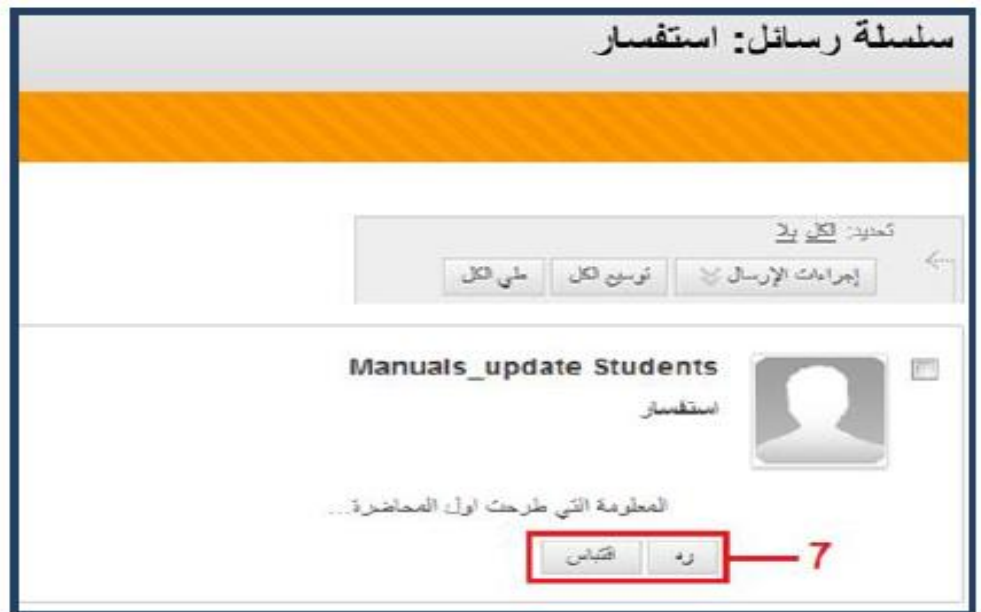 سلسلة رسائل: استفسار
تحديد: الكل بلا
إجراءات الإرسال توسيع الكل طي الكل
Manuals_update Students
استفسار
المعلومة التي طرحت اول المحاضرة...
رد اقتباس 7